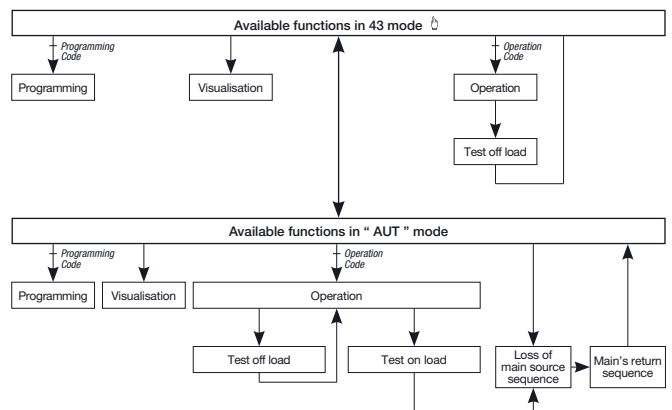 Available functions in 43 mode
Programming
Code
Operation
Code
Programming
Visualisation
Operation
Test off load
Available functions in “ AUT ” mode
Programming
Code
Operation
Code
Programming
Visualisation
Operation
Test off load
Test on load
Loss of
main source
sequence
Main's return
sequence